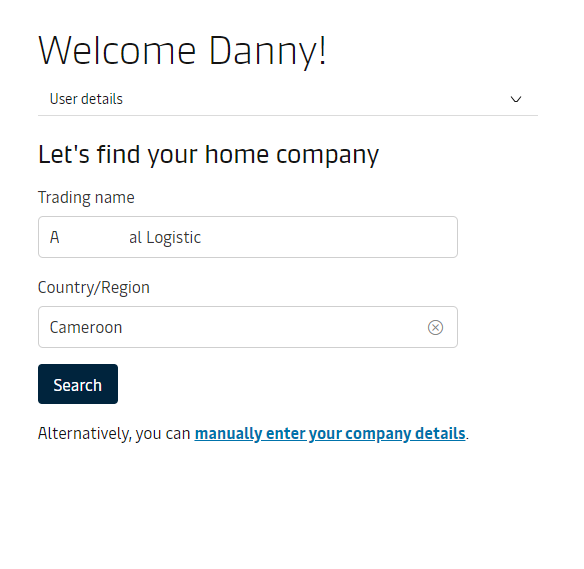 Welcome Danny!
User details
Let's find your home company
Trading name
A al Logistic
Country/Region
Cameroon
Search
Alternatively, you can manually enter your company details.